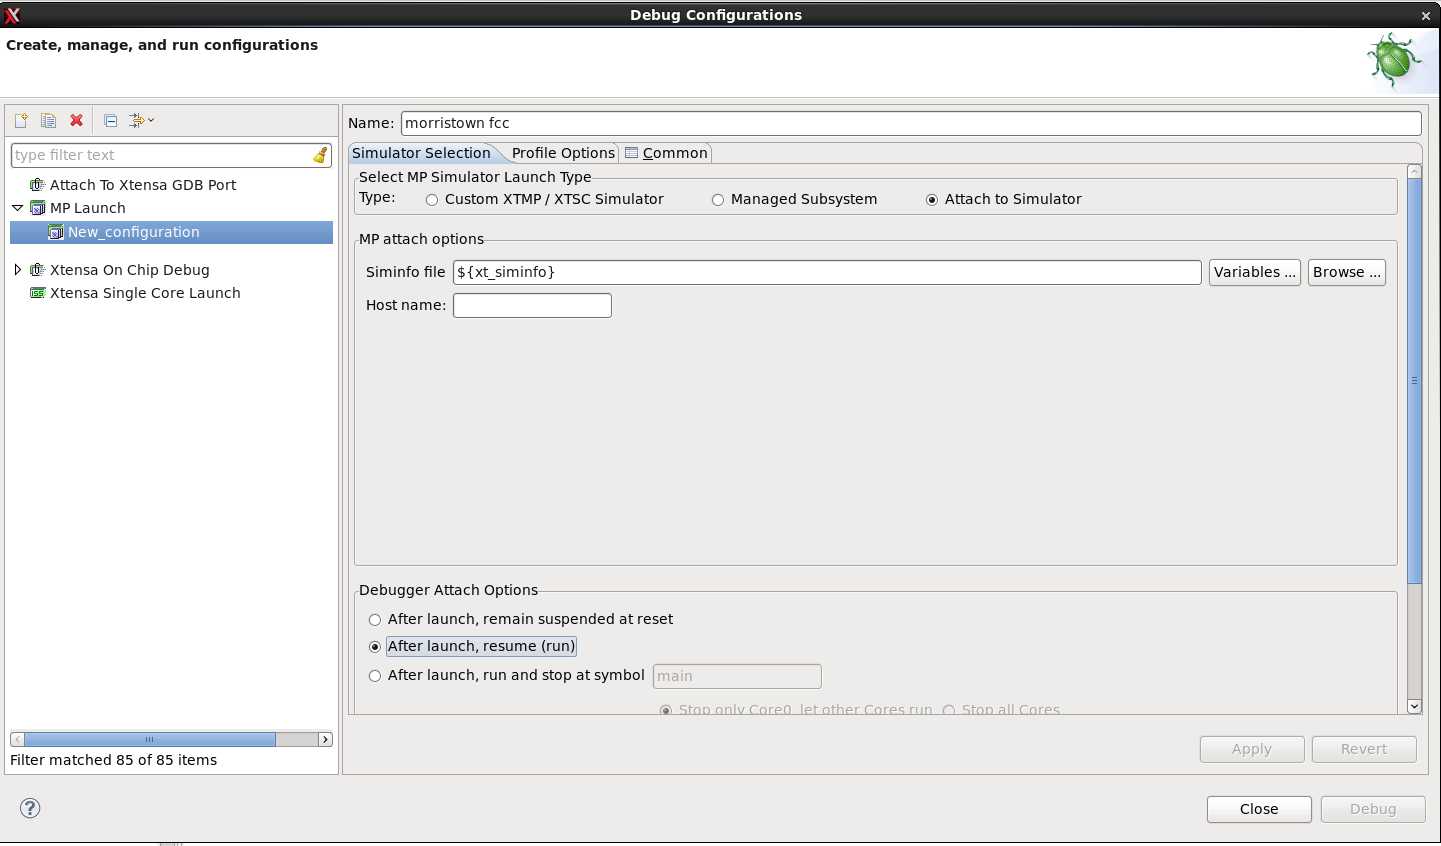 Debug Configurations
Create, manage, and run configurations
type filter text
Attach To Xtensa GDB Port
MP Launch
New_configuration
Xtensa On Chip Debug
Xtensa Single Core Launch
Filter matched 85 of 85 items
Name: morristown fcc
Simulator Selection Profile Options Common
Select MP Simulator Launch Type
Type: Custom XTMP / XTSC Simulator Managed Subsystem Attach to Simulator
MP attach options
Siminfo file ${xt_siminfo} Variables ... Browse ...
Host name:
Debugger Attach Options
After launch, remain suspended at reset
After launch, resume (run)
After launch, run and stop at symbol main
Stop only Core0, let other Cores run Stop all Cores
Apply Revert
? Close Debug